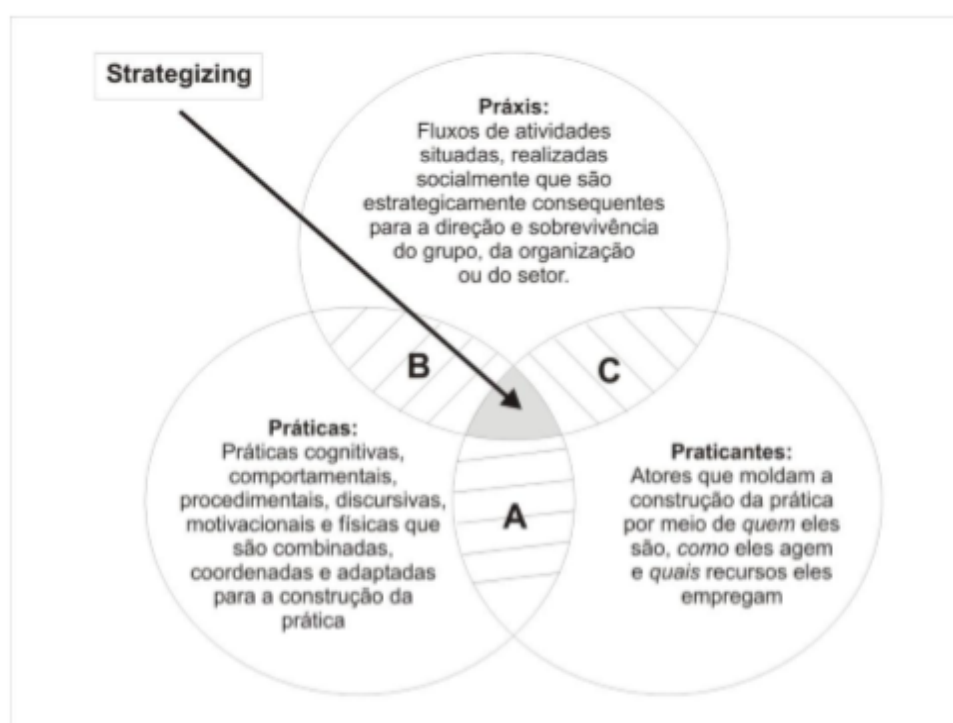 Strategizing
Práxis:
Fluxos de atividades
situadas, realizadas
socialmente que são
estrategicamente consequentes
para a direção e sobrevivência
do grupo, da organização
ou do setor.
B
C
Práticas:
Práticas cognitivas,
comportamentais,
procedimentais, discursivas,
motivacionais e físicas que
são combinadas,
coordenadas e adaptadas
para a construção da
prática
A
Praticantes:
Atores que moldam a
construção da prática
por meio de quem eles
são, como eles agem
e quais recursos eles
empregam